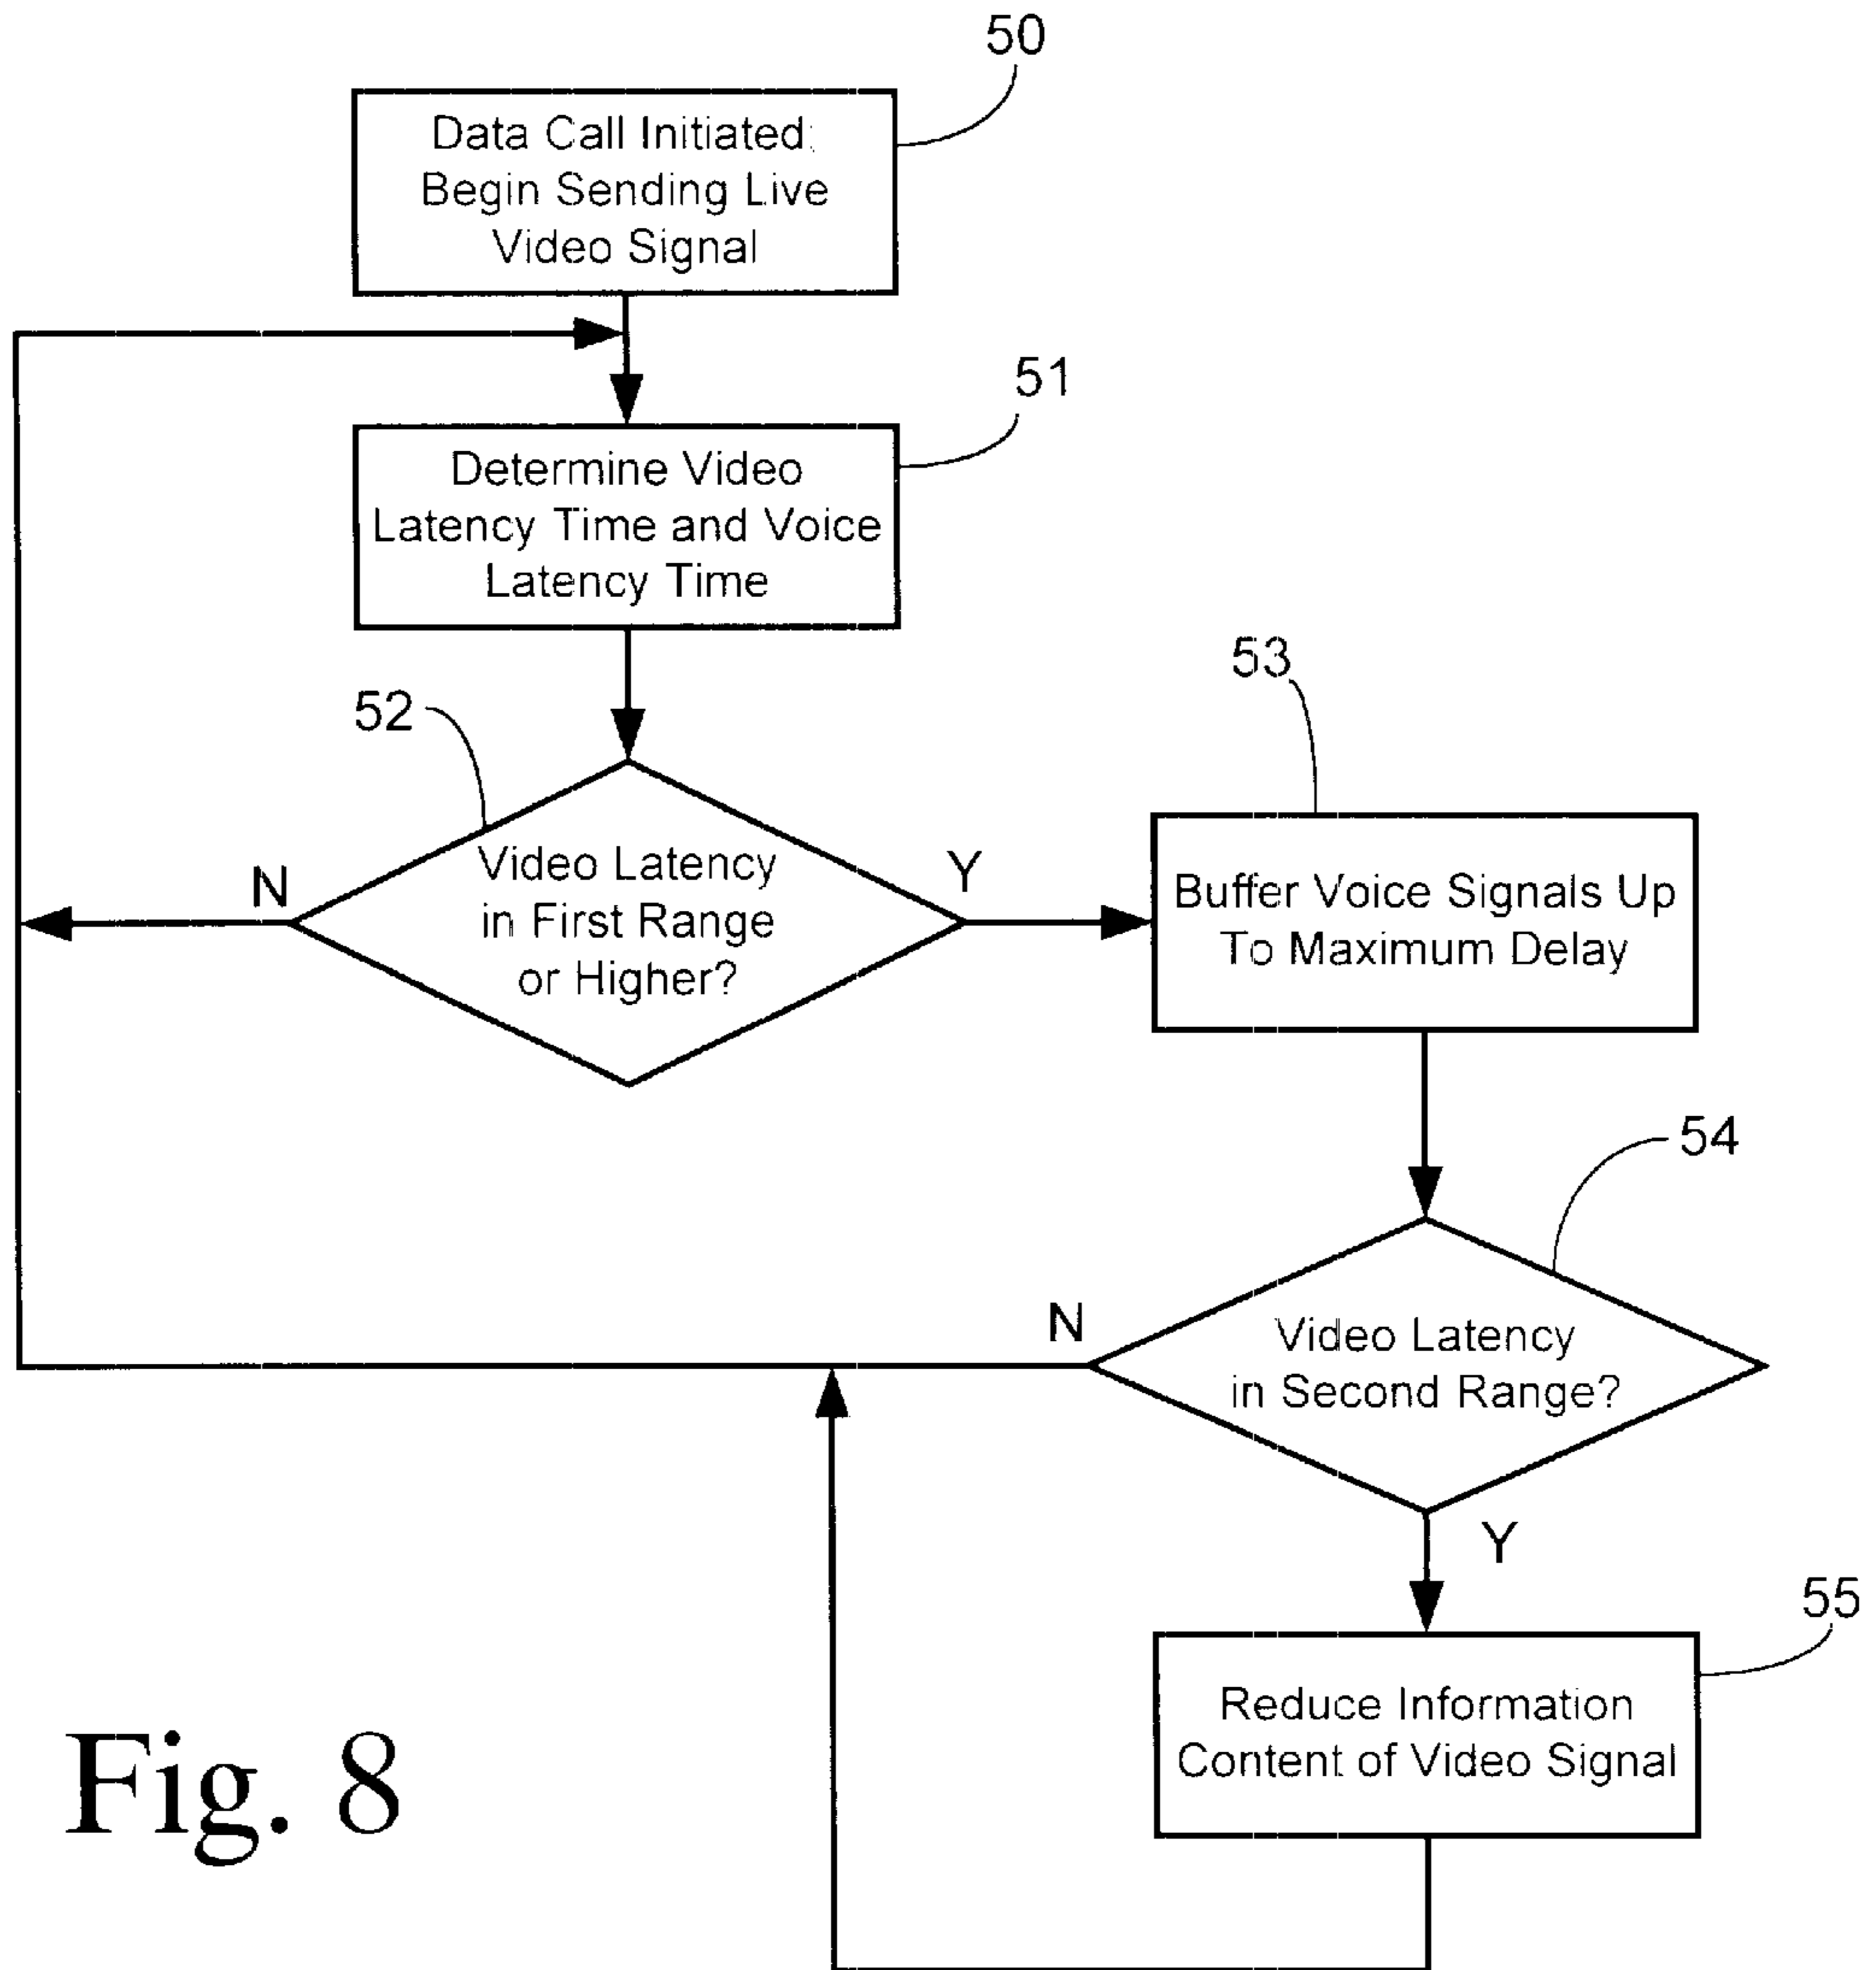 50
Data Call Initiated:
Begin Sending Live
Video Signal
51
Determine Video
Latency Time and Voice
Latency Time
52
Video Latency
in First Range
or Higher?
N
Y
53
Buffer Voice Signals Up
To Maximum Delay
54
Video Latency
in Second Range?
N
Y
55
Reduce Information
Content of Video Signal
Fig. 8